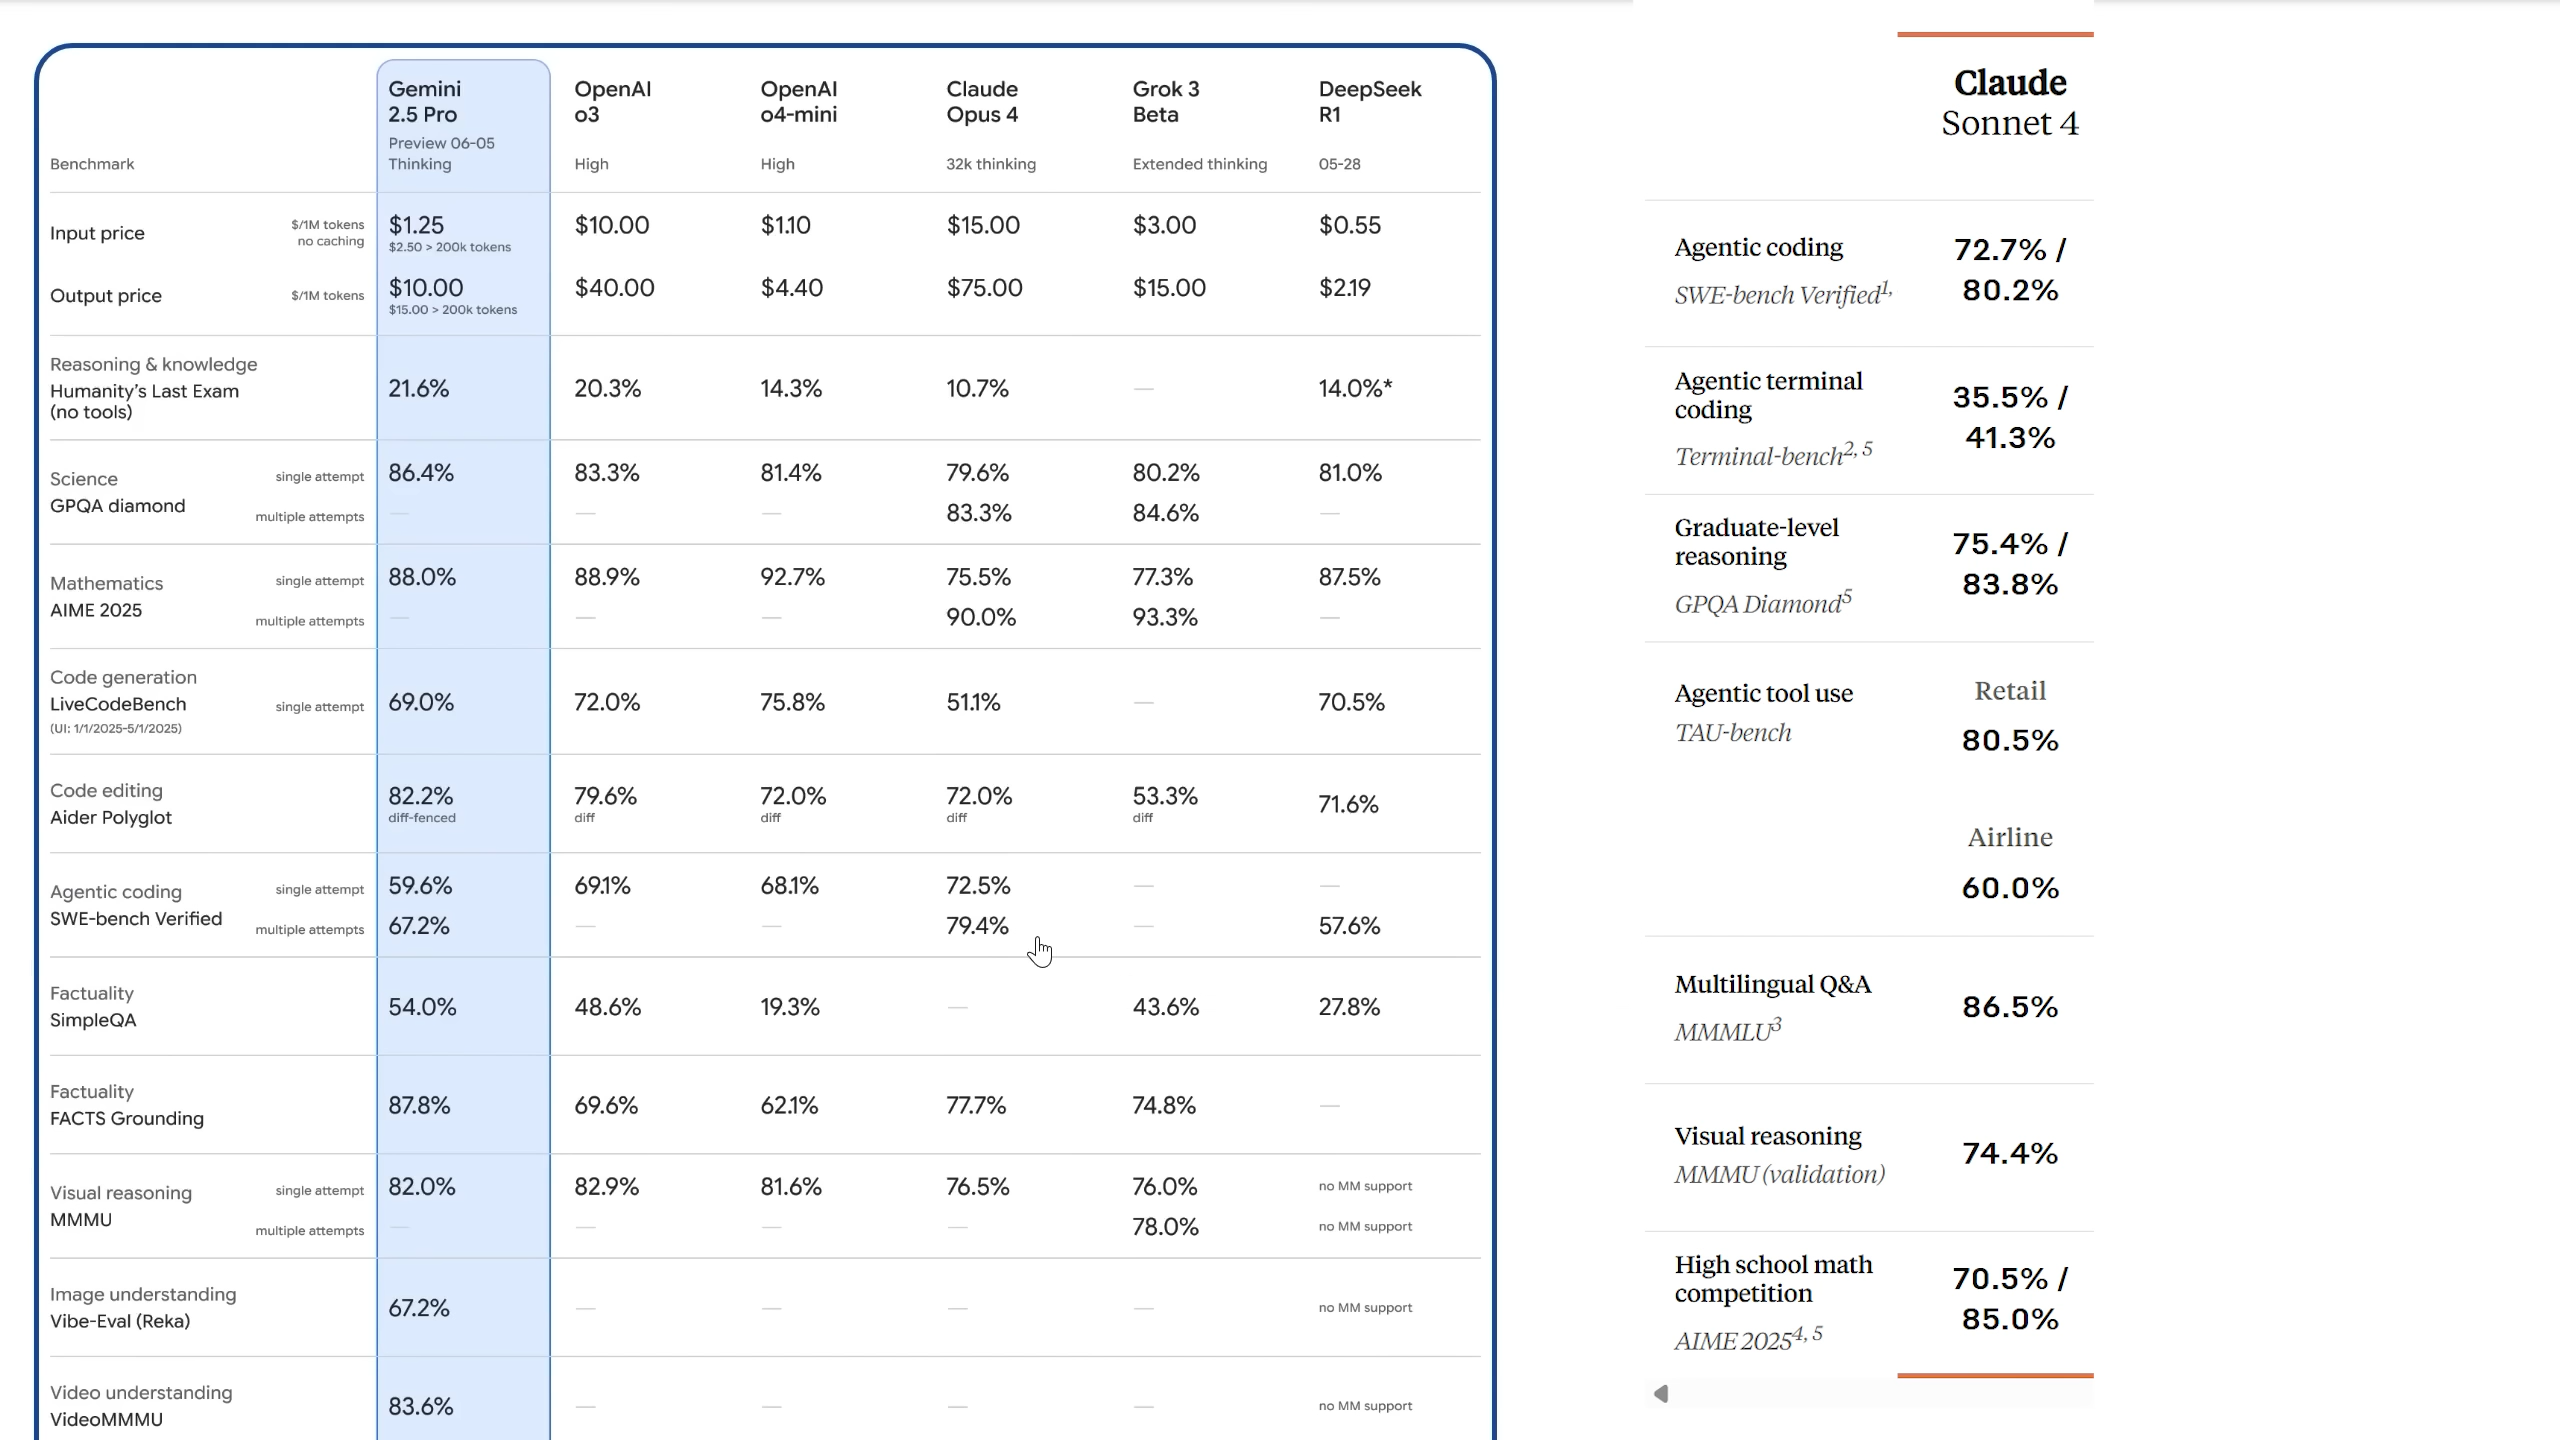 Benchmark
Gemini
2.5 Pro
Preview 06-05
Thinking
OpenAI
o3
High
OpenAI
o4-mini
High
Claude
Opus 4
32k thinking
Grok 3
Beta
Extended thinking
DeepSeek
R1
05-28
Input price
$/1M tokens
no caching
$1.25
$2.50 > 200k tokens
$10.00
$1.10
$15.00
$3.00
$0.55
Output price
$/1M tokens
$10.00
$15.00 > 200k tokens
$40.00
$4.40
$75.00
$15.00
$2.19
Reasoning & knowledge
Humanity's Last Exam
(no tools)
21.6%
20.3%
14.3%
10.7%
—
14.0%*
Science
GPQA diamond
single attempt
86.4%
83.3%
81.4%
79.6%
80.2%
81.0%
multiple attempts
—
—
—
83.3%
84.6%
—
Mathematics
AIME 2025
single attempt
88.0%
88.9%
92.7%
75.5%
77.3%
87.5%
multiple attempts
—
—
—
90.0%
93.3%
—
Code generation
LiveCodeBench
(UI: 1/1/2025-5/1/2025)
single attempt
69.0%
72.0%
75.8%
51.1%
—
70.5%
Code editing
Aider Polyglot
82.2%
diff-fenced
79.6%
diff
72.0%
diff
72.0%
diff
53.3%
diff
71.6%
Agentic coding
SWE-bench Verified
single attempt
59.6%
69.1%
68.1%
72.5%
—
—
multiple attempts
67.2%
—
—
79.4%
—
57.6%
Factuality
SimpleQA
54.0%
48.6%
19.3%
—
43.6%
27.8%
Factuality
FACTS Grounding
87.8%
69.6%
62.1%
77.7%
74.8%
—
Visual reasoning
MMMU
single attempt
82.0%
82.9%
81.6%
76.5%
76.0%
no MM support
multiple attempts
—
—
—
—
78.0%
no MM support
Image understanding
Vibe-Eval (Reka)
67.2%
—
—
—
—
no MM support
Video understanding
VideoMMMU
83.6%
—
—
—
—
no MM support
Claude
Sonnet 4
Agentic coding
SWE-bench Verified1,
72.7% /
80.2%
Agentic terminal
coding
Terminal-bench2, 5
35.5% /
41.3%
Graduate-level
reasoning
GPQA Diamond5
75.4% /
83.8%
Agentic tool use
TAU-bench
Retail
80.5%
Airline
60.0%
Multilingual Q&A
MMMLU3
86.5%
Visual reasoning
MMMU (validation)
74.4%
High school math
competition
AIME 20254, 5
70.5% /
85.0%